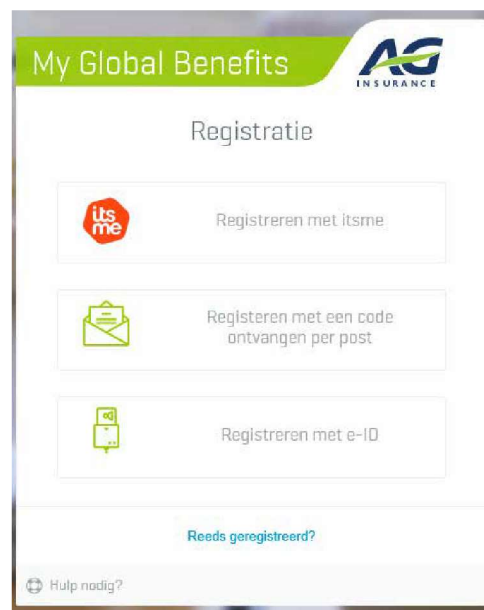 My Global Benefits
AG
INSURANCE
Registratie
itsme
Registreren met itsme
Registeren met een code
ontvangen per post
Registreren met e-ID
Reeds geregistreerd?
Hulp nodig?